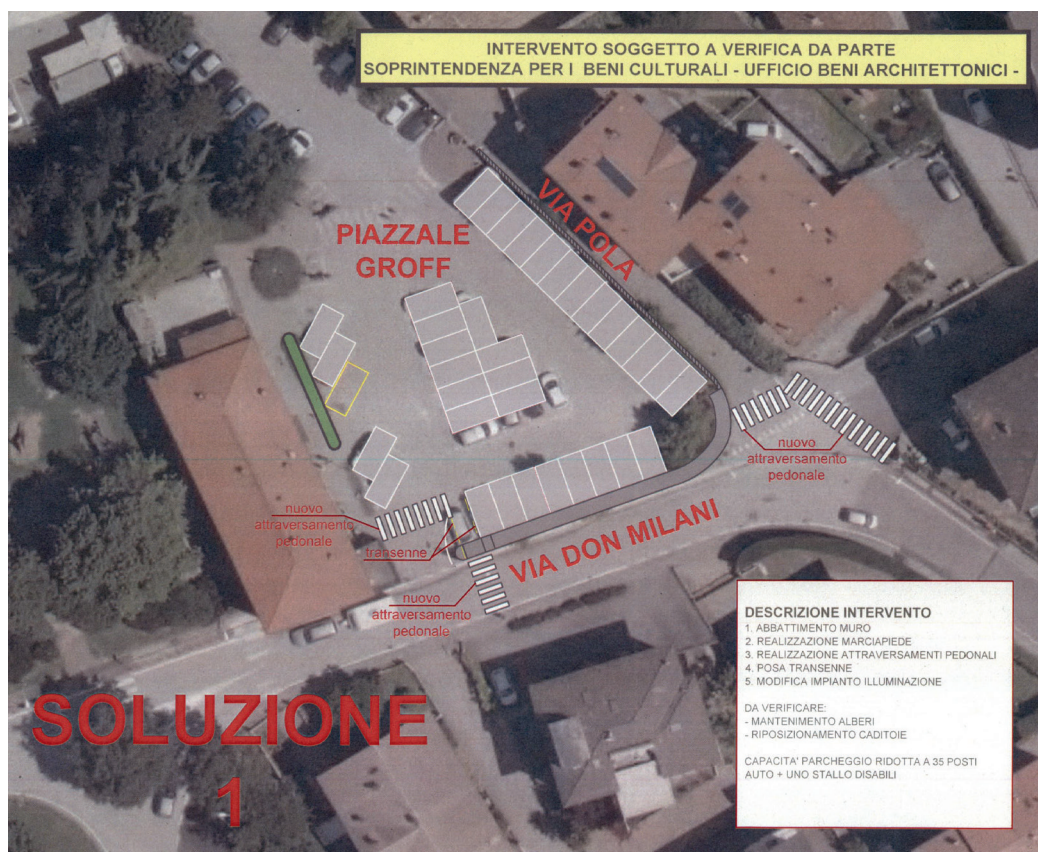 INTERVENTO SOGGETTO A VERIFICA DA PARTE
SOPRINTENDENZA PER I BENI CULTURALI - UFFICIO BENI ARCHITETTONICI -
VIA POLA
PIAZZALE
GROFF
nuovo
attraversamento
pedonale
nuovo
attraversamento
pedonale
transenne
VIA DON MILANI
nuovo
attraversamento
pedonale
SOLUZIONE
1
DESCRIZIONE INTERVENTO
1. ABBATTIMENTO MURO
2. REALIZZAZIONE MARCIAPIEDE
3. REALIZZAZIONE ATTRAVERSAMENTI PEDONALI
4. POSA TRANSENNE
5. MODIFICA IMPIANTO ILLUMINAZIONE
DA VERIFICARE:
- MANTENIMENTO ALBERI
- RIPOSIZIONAMENTO CADITOIE
CAPACITA' PARCHEGGIO RIDOTTA A 35 POSTI
AUTO + UNO STALLO DISABILI